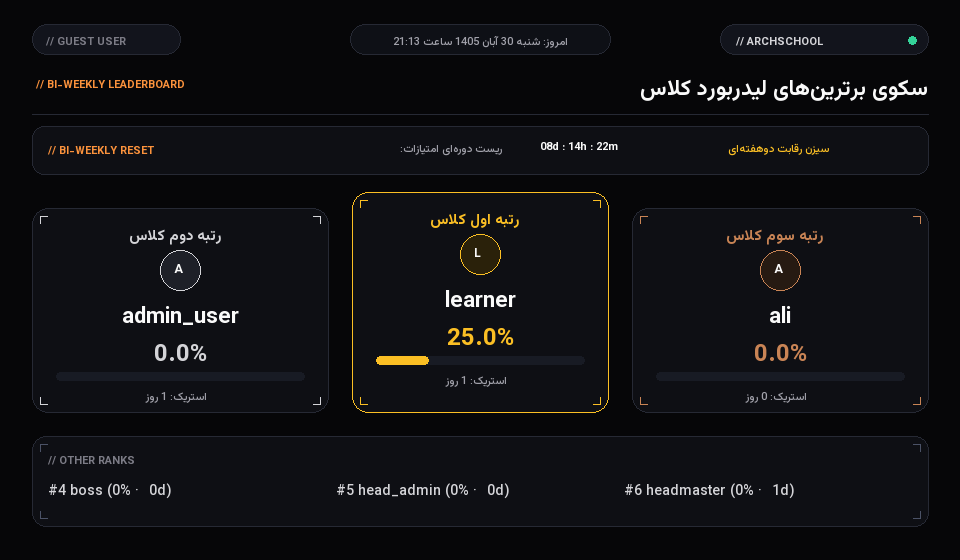 // GUEST USER
امروز: شنبه 30 آبان 1405 ساعت 21:13
// ARCHSCHOOL
// BI-WEEKLY LEADERBOARD
سکوی برترین‌های لیدربورد کلاس
// BI-WEEKLY RESET
ریست دوره‌ای امتیازات:
08d : 14h : 22m
سیزن رقابت دوهفته‌ای
رتبه دوم کلاس
A
admin_user
0.0%
استریک: 1 روز
رتبه اول کلاس
L
learner
25.0%
استریک: 1 روز
رتبه سوم کلاس
A
ali
0.0%
استریک: 0 روز
// OTHER RANKS
#4 boss (0% · 0d)
#5 head_admin (0% · 0d)
#6 headmaster (0% · 1d)